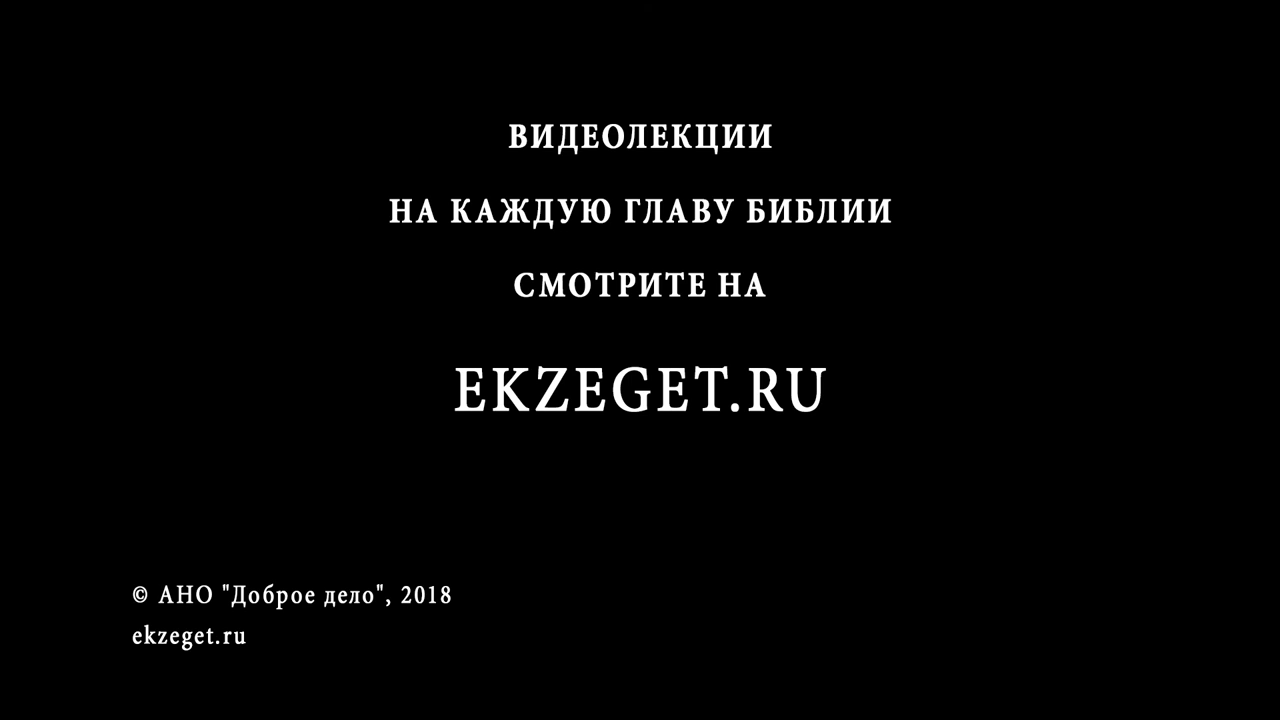 ВИДЕОЛЕКЦИИ
НА КАЖДУЮ ГЛАВУ БИБЛИИ
СМОТРИТЕ НА
EKZEGET.RU
© АНО "Доброе дело", 2018
ekzeget.ru